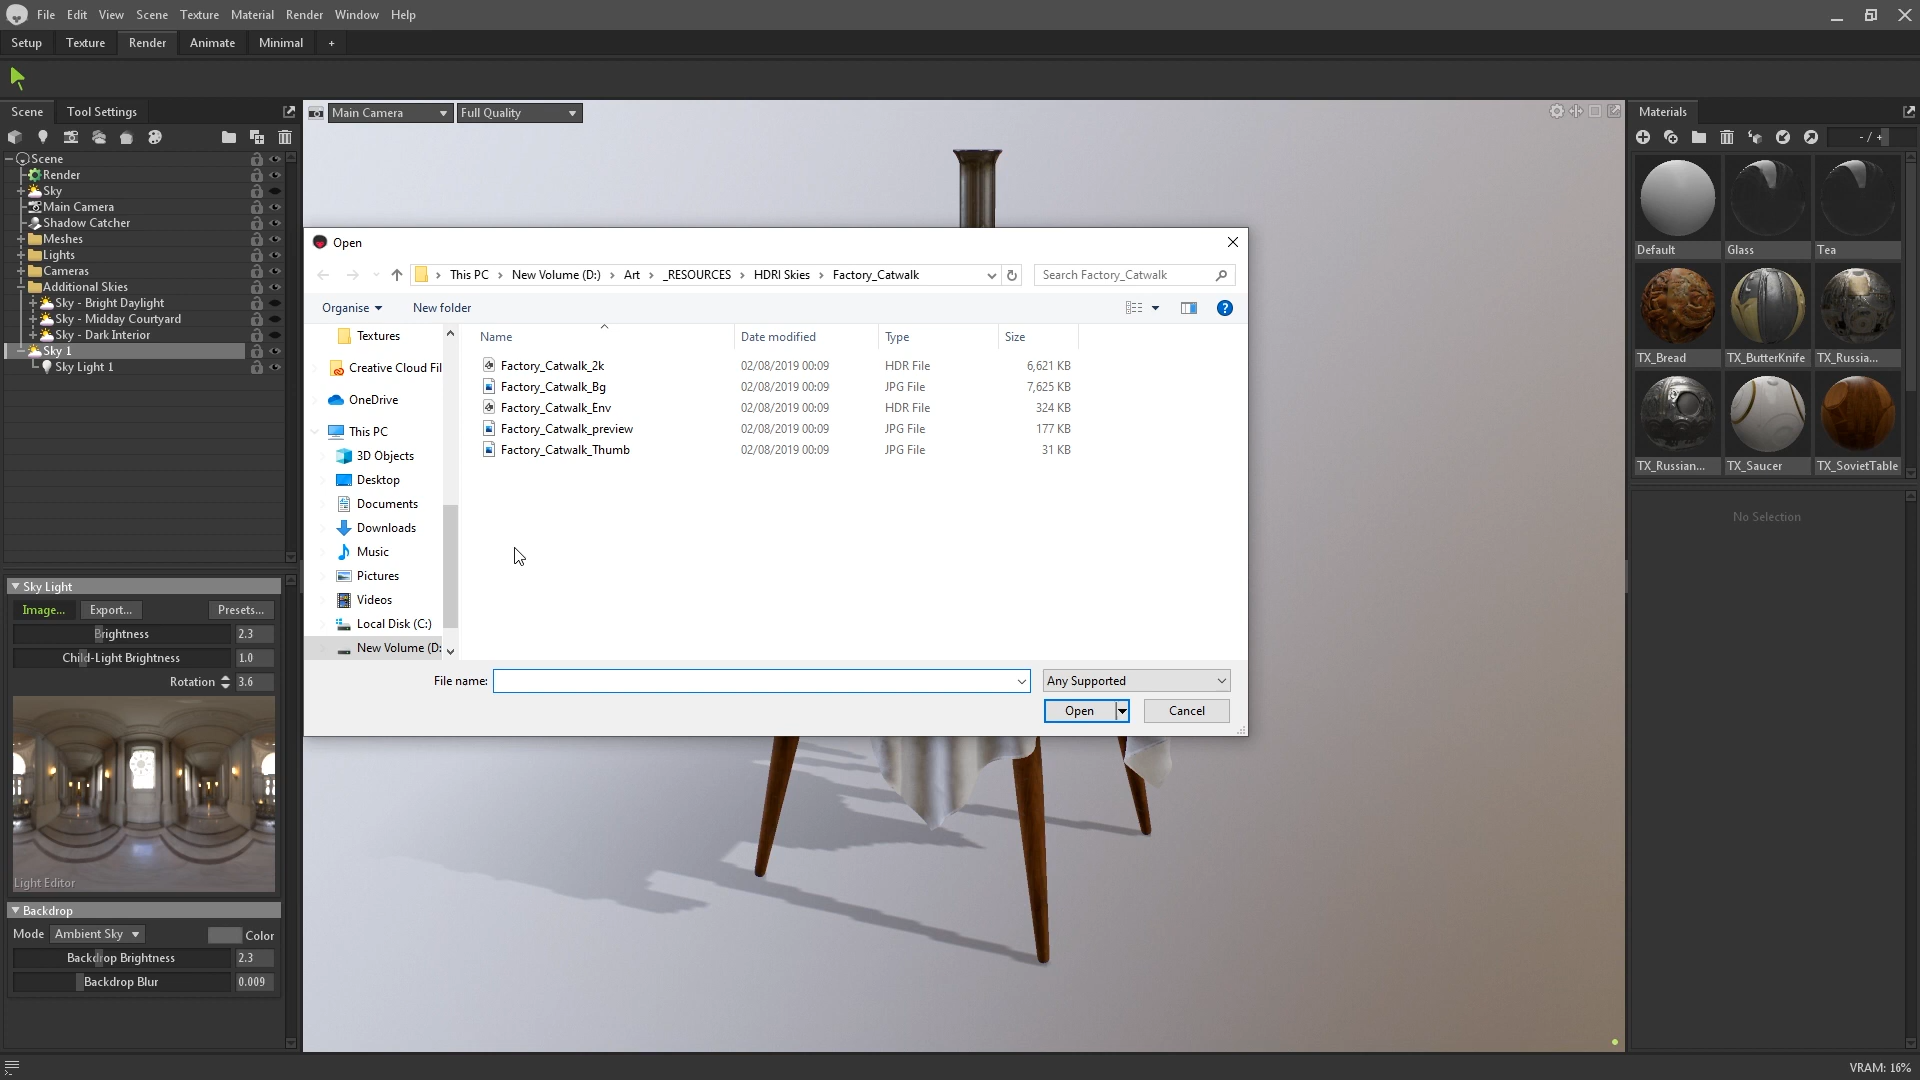 File Edit View Scene Texture Material Render Window Help
Setup Texture Render Animate Minimal +
Scene Tool Settings
Main Camera Full Quality
Materials
- / +
Scene
Render
Sky
Main Camera
Shadow Catcher
Meshes
Lights
Cameras
Additional Skies
Sky - Bright Daylight
Sky - Midday Courtyard
Sky - Dark Interior
Sky 1
Sky Light 1
Sky Light
Image... Export... Presets...
Brightness 2.3
Child-Light Brightness 1.0
Rotation 3.6
Light Editor
Backdrop
Mode Ambient Sky Color
Backdrop Brightness 2.3
Backdrop Blur 0.009
Open
This PC › New Volume (D:) › Art › _RESOURCES › HDRI Skies › Factory_Catwalk
Search Factory_Catwalk
Organise New folder
Textures
Creative Cloud Fil
OneDrive
This PC
3D Objects
Desktop
Documents
Downloads
Music
Pictures
Videos
Local Disk (C:)
New Volume (D:
Name Date modified Type Size
Factory_Catwalk_2k 02/08/2019 00:09 HDR File 6,621 KB
Factory_Catwalk_Bg 02/08/2019 00:09 JPG File 7,625 KB
Factory_Catwalk_Env 02/08/2019 00:09 HDR File 324 KB
Factory_Catwalk_preview 02/08/2019 00:09 JPG File 177 KB
Factory_Catwalk_Thumb 02/08/2019 00:09 JPG File 31 KB
File name: Any Supported
Open Cancel
Default Glass Tea
TX_Bread TX_ButterKnife TX_Russia...
TX_Russian... TX_Saucer TX_SovietTable
No Selection
VRAM: 16%